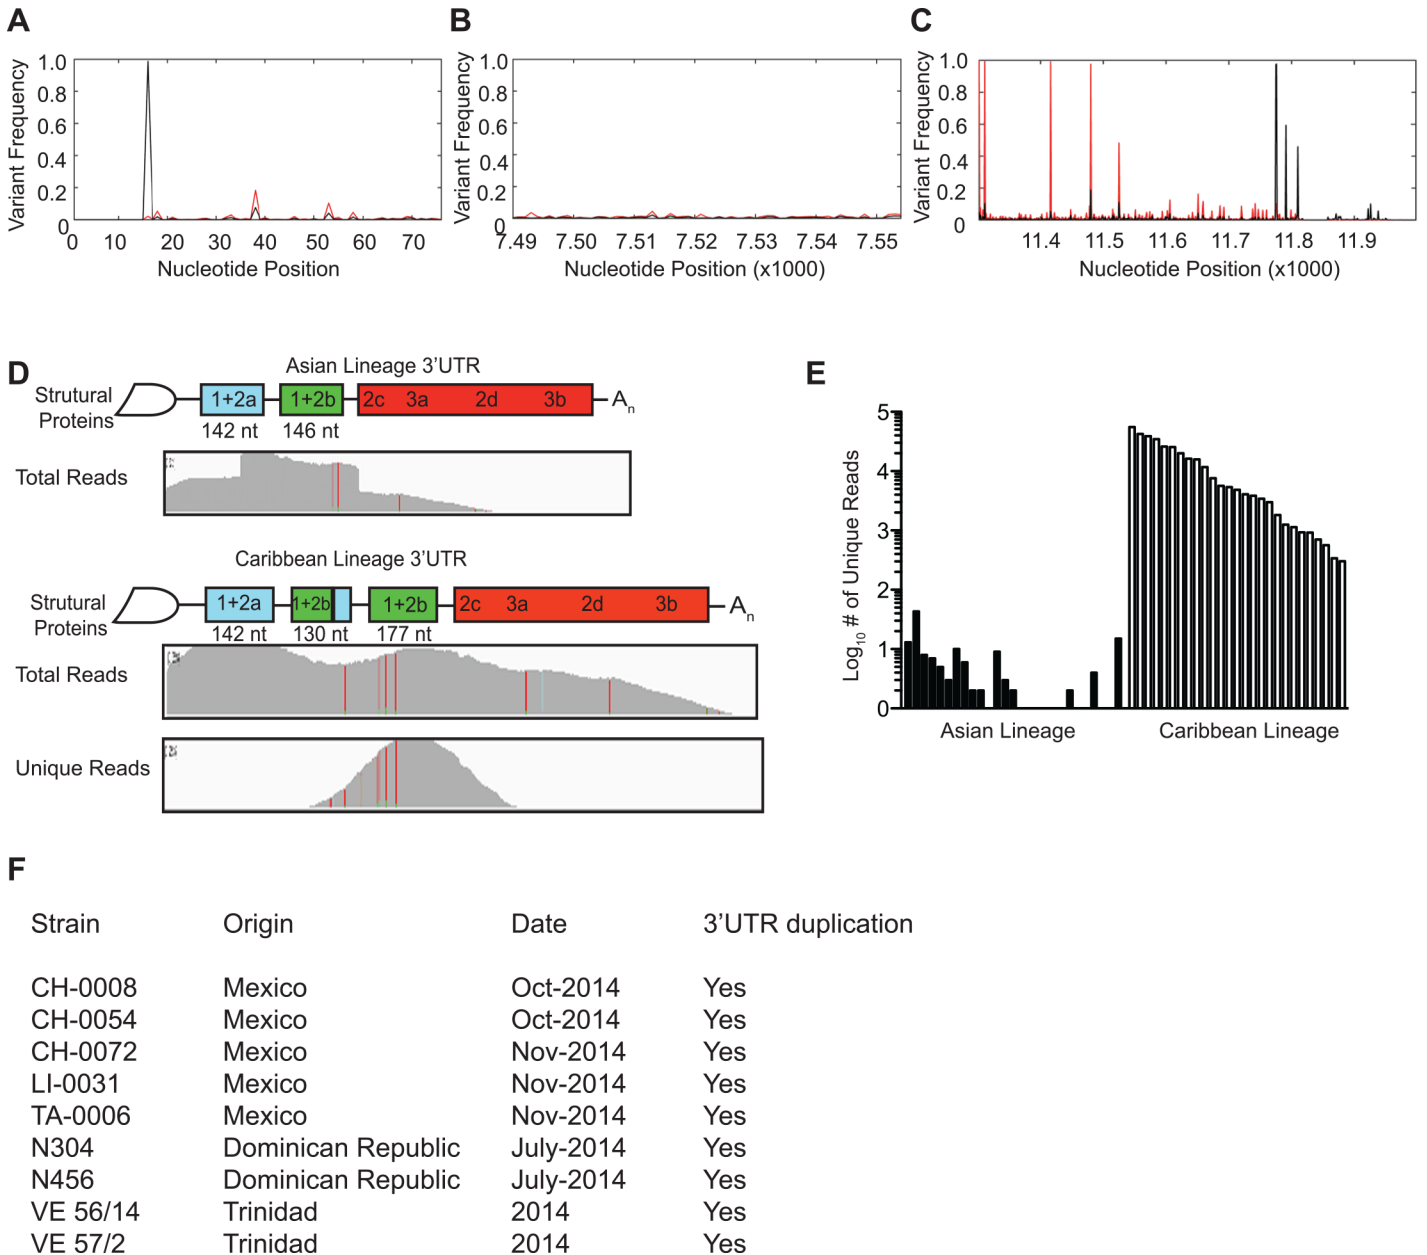 A
B
C
Variant Frequency
1.0
0.8
0.6
0.4
0.2
0
0 10 20 30 40 50 60 70
Nucleotide Position
Variant Frequency
1.0
0.8
0.6
0.4
0.2
0
7.49 7.50 7.51 7.52 7.53 7.54 7.55
Nucleotide Position (x1000)
Variant Frequency
1.0
0.8
0.6
0.4
0.2
0
11.4 11.5 11.6 11.7 11.8 11.9
Nucleotide Position (x1000)
D
Asian Lineage 3'UTR
Strutural
Proteins
1+2a 1+2b 2c 3a 2d 3b An
142 nt 146 nt
Total Reads
Caribbean Lineage 3'UTR
Strutural
Proteins
1+2a 1+2b 1+2b 2c 3a 2d 3b An
142 nt 130 nt 177 nt
Total Reads
Unique Reads
E
Log10 # of Unique Reads
5
4
3
2
1
0
Asian Lineage Caribbean Lineage
F
Strain Origin Date 3'UTR duplication
CH-0008 Mexico Oct-2014 Yes
CH-0054 Mexico Oct-2014 Yes
CH-0072 Mexico Nov-2014 Yes
LI-0031 Mexico Nov-2014 Yes
TA-0006 Mexico Nov-2014 Yes
N304 Dominican Republic July-2014 Yes
N456 Dominican Republic July-2014 Yes
VE 56/14 Trinidad 2014 Yes
VE 57/2 Trinidad 2014 Yes